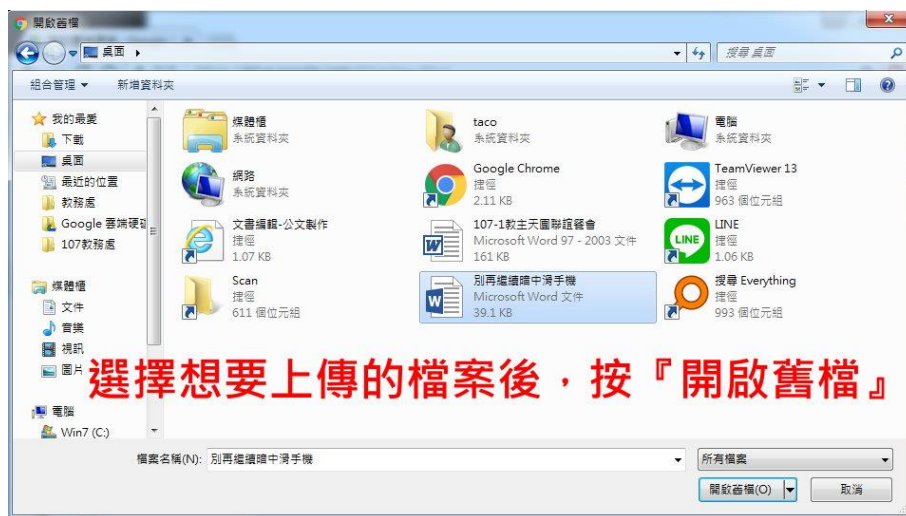 開啟舊檔
桌面
搜尋 桌面
組合管理
新增資料夾
我的最愛
下載
桌面
最近的位置
教務處
Google 雲端硬碟
107教務處
媒體櫃
文件
音樂
視訊
圖片
電腦
Win7 (C:)
媒體櫃
系統資料夾
taco
系統資料夾
電腦
系統資料夾
網路
系統資料夾
Google Chrome
捷徑
2.11 KB
TeamViewer 13
捷徑
963 個位元組
文書編輯-公文製作
捷徑
1.07 KB
107-1教主天團聯誼餐會
Microsoft Word 97 - 2003 文件
161 KB
LINE
捷徑
1.06 KB
Scan
捷徑
611 個位元組
別再繼續暗中滑手機
Microsoft Word 文件
39.1 KB
搜尋 Everything
捷徑
993 個位元組
選擇想要上傳的檔案後，按『開啟舊檔』
檔案名稱(N): 別再繼續暗中滑手機
所有檔案
開啟舊檔(O)
取消